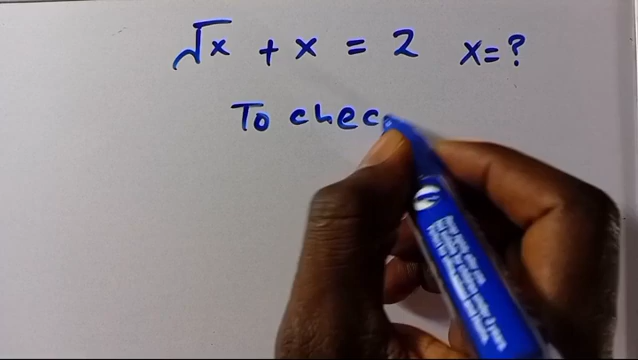 √x + x = 2 x=?
To chec